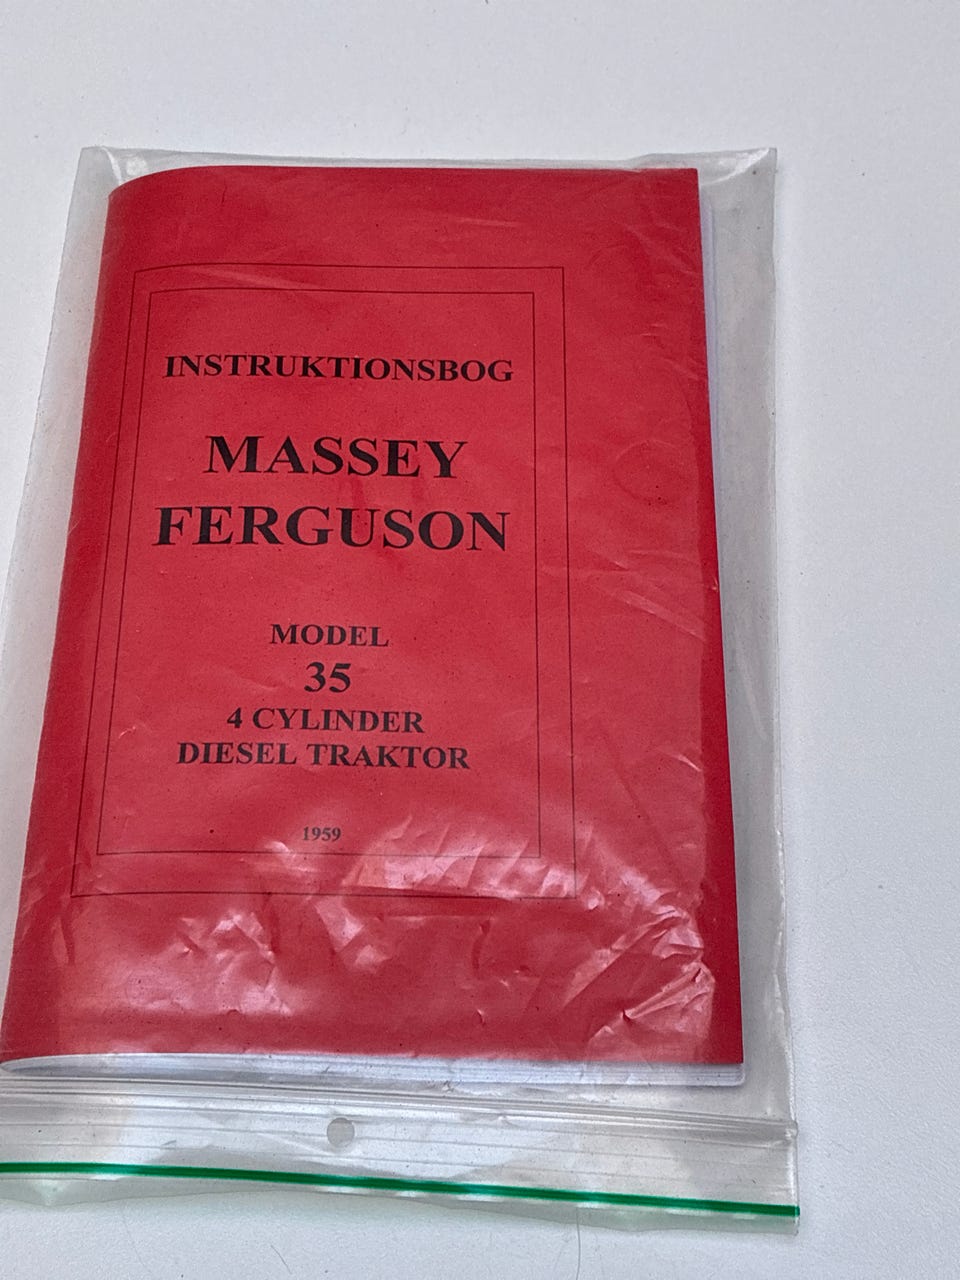 INSTRUKTIONSBOG
MASSEY
FERGUSON
MODEL
35
4 CYLINDER
DIESEL TRAKTOR
1959